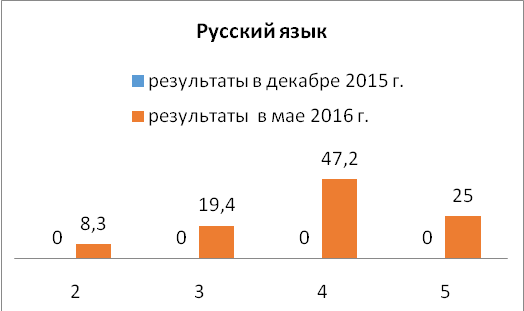 Русский язык
результаты в декабре 2015 г.
результаты в мае 2016 г.
0 8,3 0 19,4 0 47,2 0 25
2 3 4 5